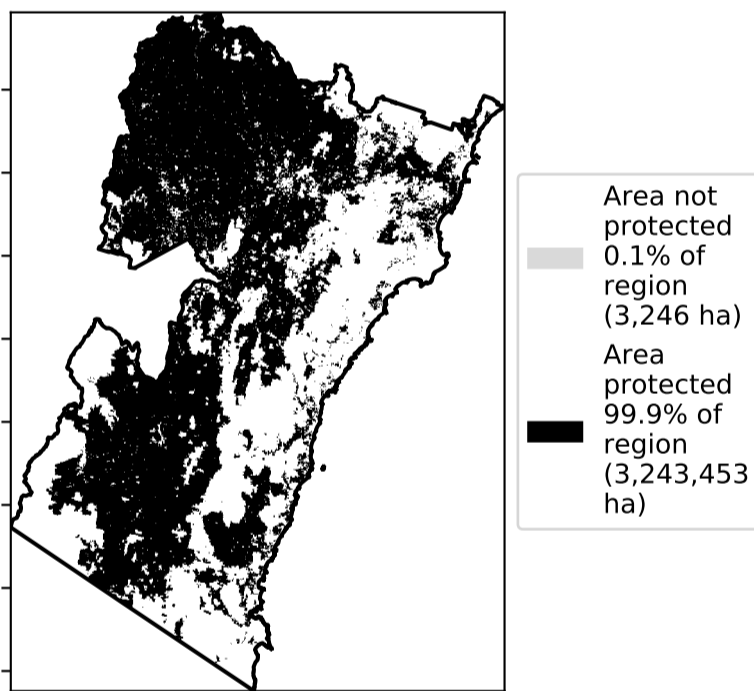 Area not
protected
0.1% of
region
(3,246 ha)
Area
protected
99.9% of
region
(3,243,453
ha)